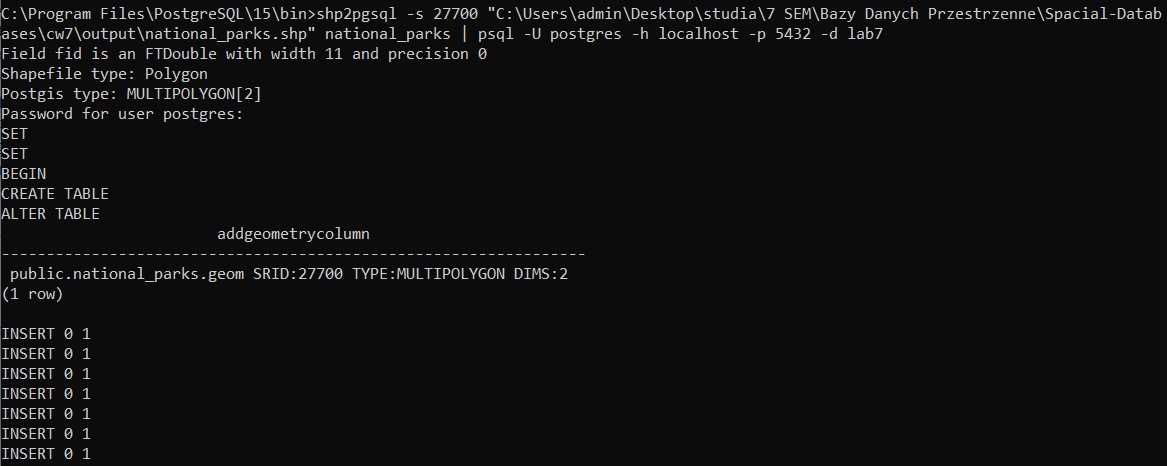 C:\Program Files\PostgreSQL\15\bin>shp2pgsql -s 27700 "C:\Users\admin\Desktop\studia\7 SEM\Bazy Danych Przestrzenne\Spacial-Datab
ases\cw7\output\national_parks.shp" national_parks | psql -U postgres -h localhost -p 5432 -d lab7
Field fid is an FTDouble with width 11 and precision 0
Shapefile type: Polygon
Postgis type: MULTIPOLYGON[2]
Password for user postgres:
SET
SET
BEGIN
CREATE TABLE
ALTER TABLE
                        addgeometrycolumn
----------------------------------------------------------------
 public.national_parks.geom SRID:27700 TYPE:MULTIPOLYGON DIMS:2
(1 row)

INSERT 0 1
INSERT 0 1
INSERT 0 1
INSERT 0 1
INSERT 0 1
INSERT 0 1
INSERT 0 1